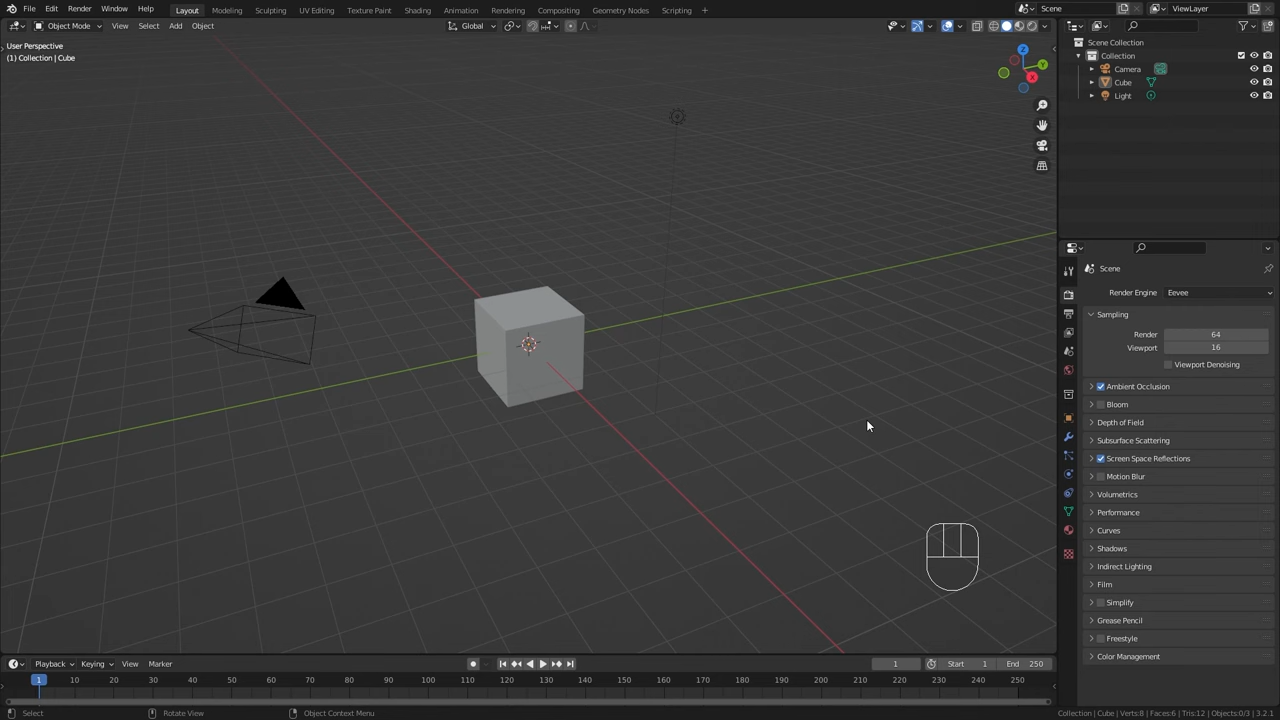 File Edit Render Window Help Layout Modeling Sculpting UV Editing Texture Paint Shading Animation Rendering Compositing Geometry Nodes Scripting + Scene ViewLayer
Object Mode View Select Add Object Global
User Perspective
(1) Collection | Cube
Z
Y
X
Scene Collection
Collection
Camera
Cube
Light
Scene
Render Engine Eevee
Sampling
Render 64
Viewport 16
Viewport Denoising
Ambient Occlusion
Bloom
Depth of Field
Subsurface Scattering
Screen Space Reflections
Motion Blur
Volumetrics
Performance
Curves
Shadows
Indirect Lighting
Film
Simplify
Grease Pencil
Freestyle
Color Management
Playback Keying View Marker 1 Start 1 End 250
1 10 20 30 40 50 60 70 80 90 100 110 120 130 140 150 160 170 180 190 200 210 220 230 240 250
Select Rotate View Object Context Menu Collection | Cube | Verts:8 | Faces:6 | Tris:12 | Objects:0/3 | 3.2.1